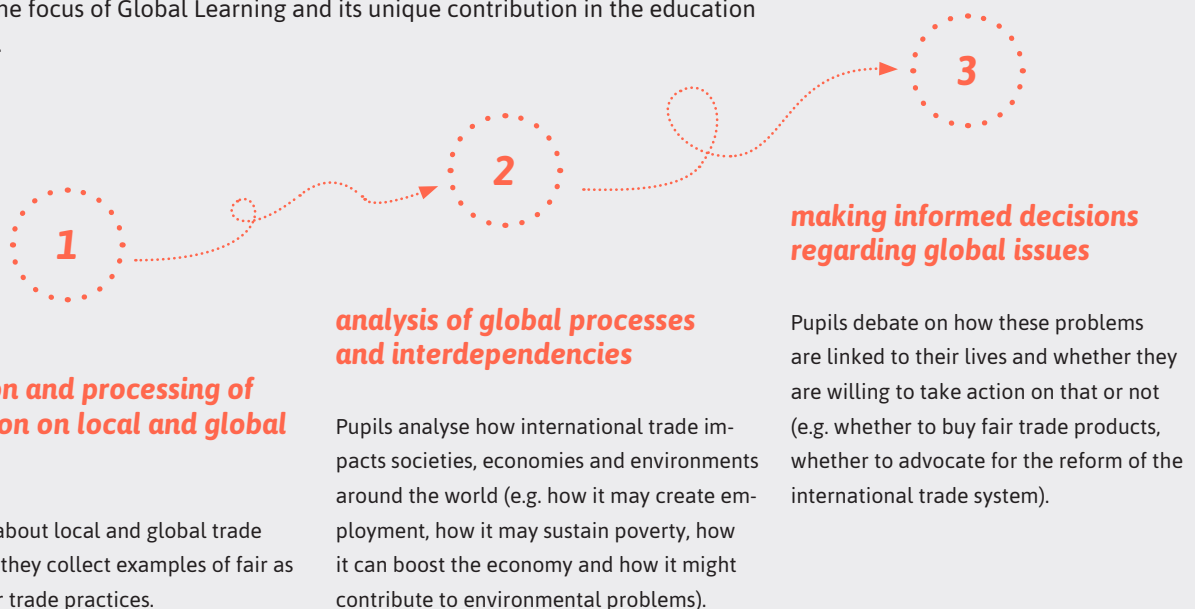 he focus of Global Learning and its unique contribution in the education
.
1
on and processing of
on on local and global
about local and global trade
they collect examples of fair as
r trade practices.
2
analysis of global processes
and interdependencies
Pupils analyse how international trade im-
pacts societies, economies and environments
around the world (e.g. how it may create em-
ployment, how it may sustain poverty, how
it can boost the economy and how it might
contribute to environmental problems).
3
making informed decisions
regarding global issues
Pupils debate on how these problems
are linked to their lives and whether they
are willing to take action on that or not
(e.g. whether to buy fair trade products,
whether to advocate for the reform of the
international trade system).